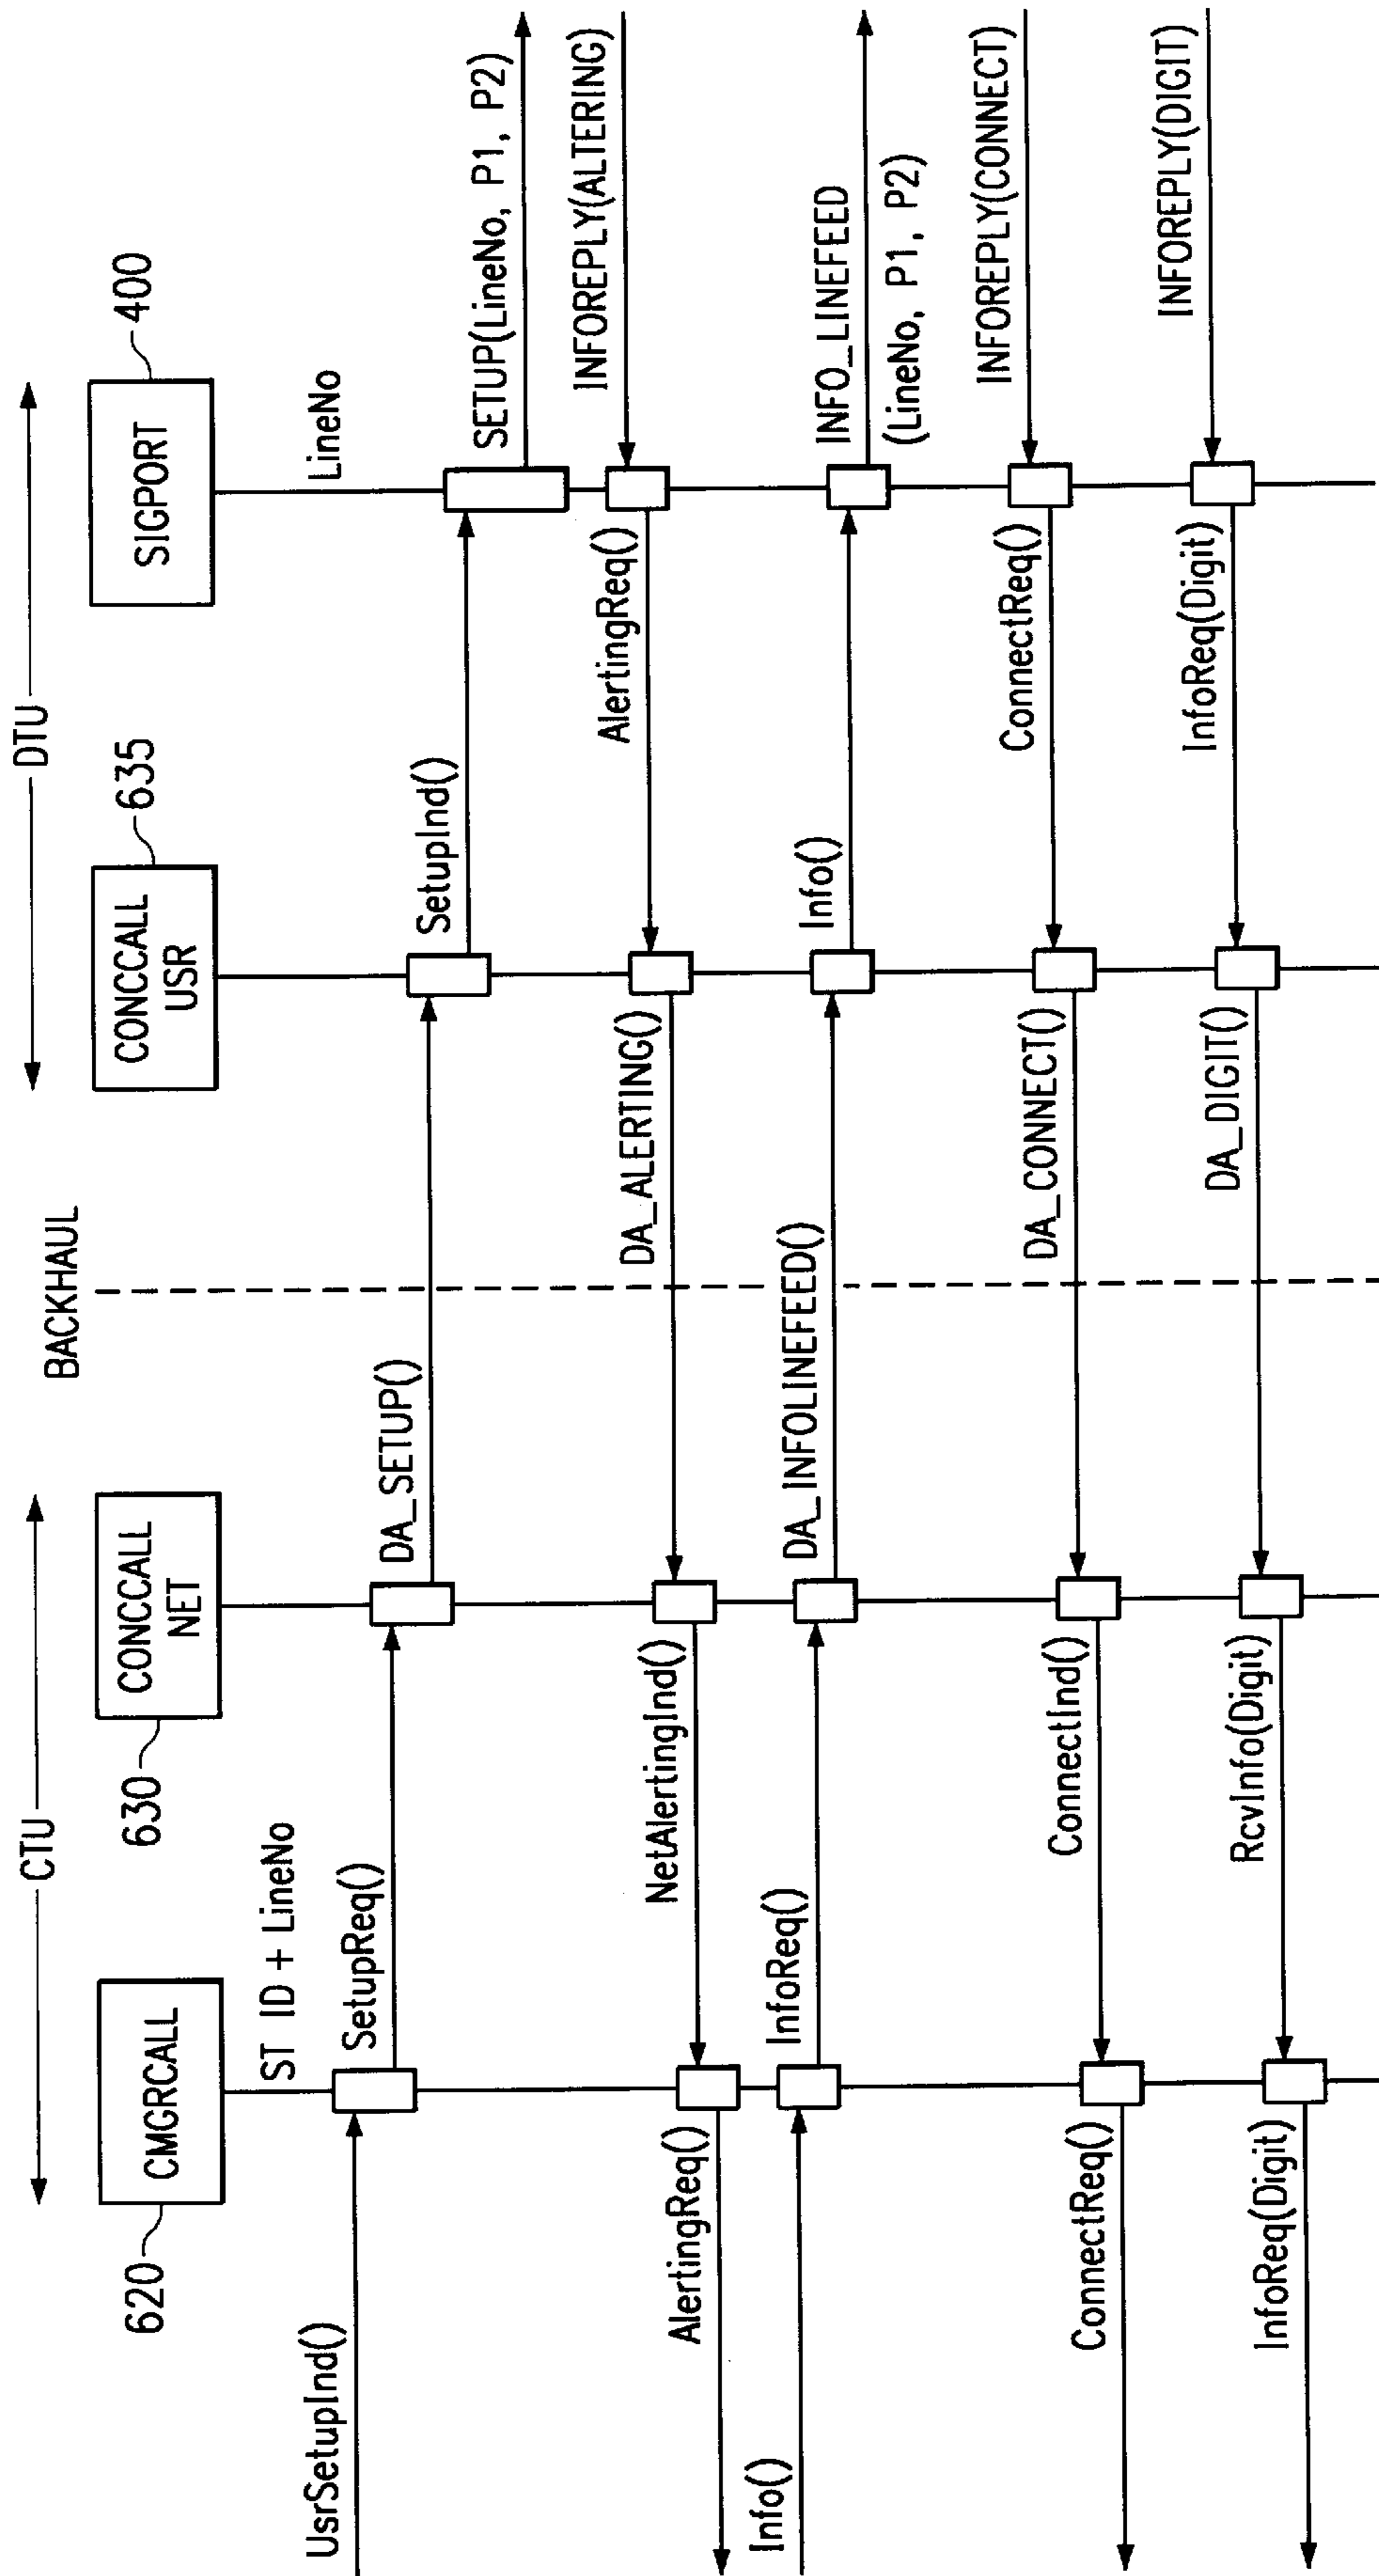 CTU
BACKHAUL
DTU
CMGRCALL
620
CONCCALL
NET
630
CONCCALL
USR
635
SIGPORT
400
ST ID + LineNo
LineNo
UsrSetupInd()
SetupReq()
DA_SETUP()
SetupInd()
SETUP(LineNo, P1, P2)
INFOREPLY(ALTERING)
AlertingReq()
DA_ALERTING()
NetAlertingInd()
AlertingReq()
Info()
InfoReq()
DA_INFOLINEFEED()
Info()
INFO_LINEFEED
(LineNo, P1, P2)
INFOREPLY(CONNECT)
ConnectReq()
DA_CONNECT()
ConnectInd()
ConnectReq()
INFOREPLY(DIGIT)
InfoReq(Digit)
DA_DIGIT()
RcvInfo(Digit)
InfoReq(Digit)